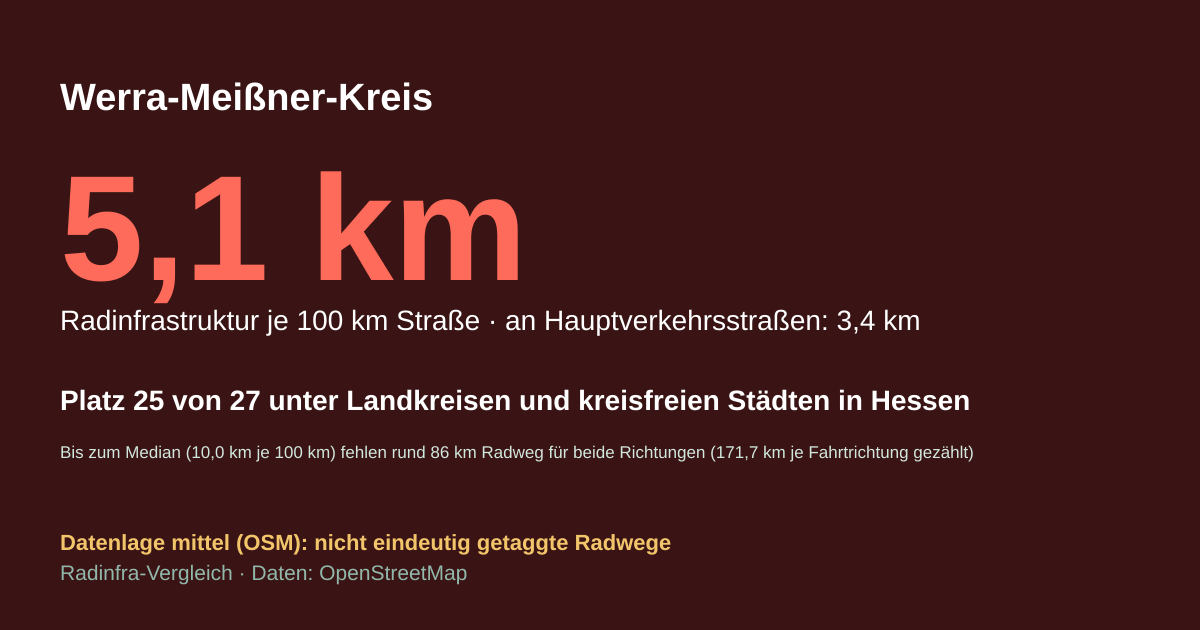 Werra-Meißner-Kreis
5,1 km
Radinfrastruktur je 100 km Straße · an Hauptverkehrsstraßen: 3,4 km
Platz 25 von 27 unter Landkreisen und kreisfreien Städten in Hessen
Bis zum Median (10,0 km je 100 km) fehlen rund 86 km Radweg für beide Richtungen (171,7 km je Fahrtrichtung gezählt)
Datenlage mittel (OSM): nicht eindeutig getaggte Radwege
Radinfra-Vergleich · Daten: OpenStreetMap